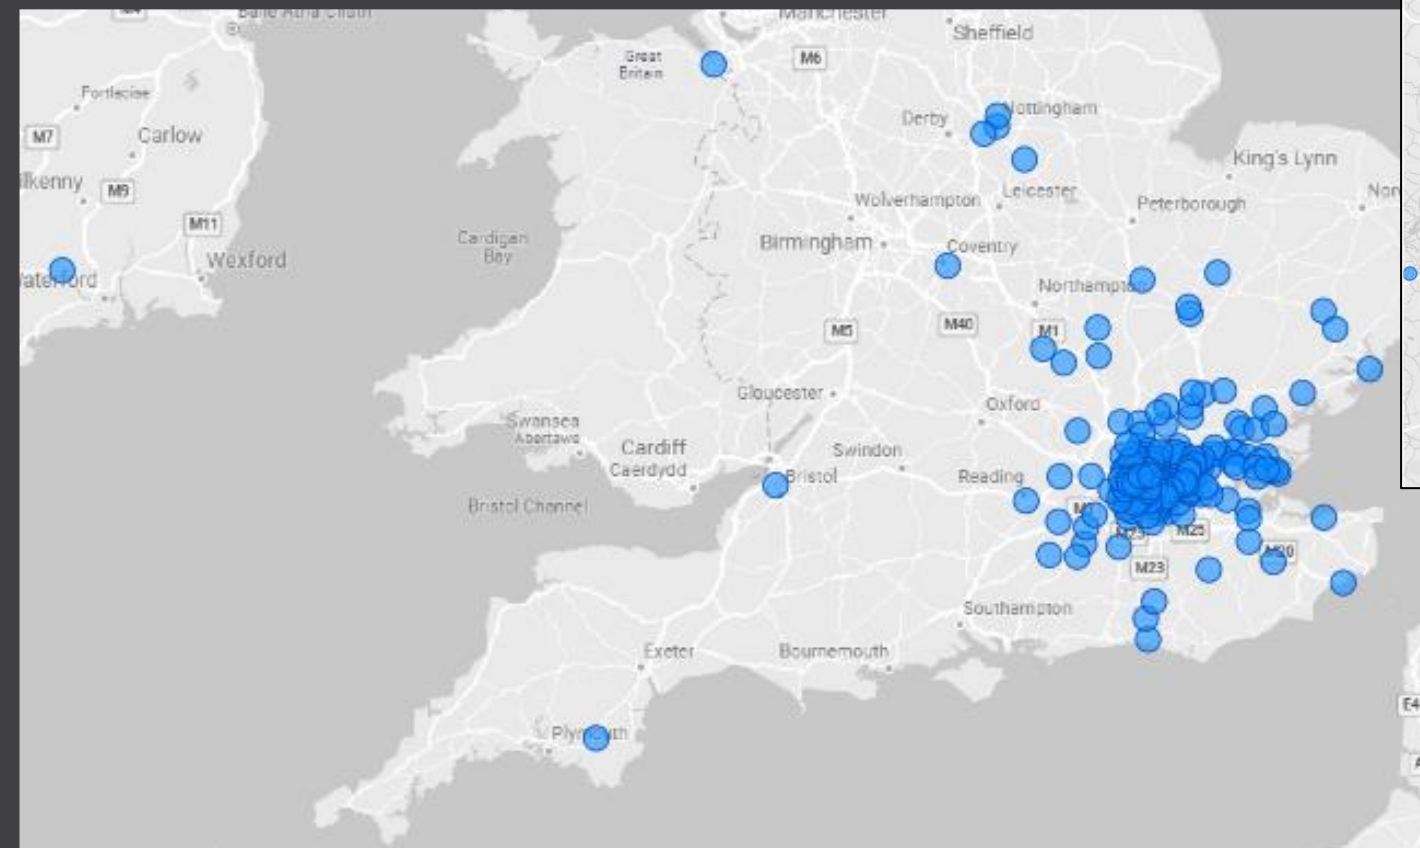 Manchester
Sheffield
Great
Britain
M6
Portlaoise
M7
Carlow
Derby
Nottingham
King's Lynn
M9
Wolverhampton
Leicester
Peterborough
M11
Wexford
Cardigan
Bay
Birmingham
Coventry
Northampton
M5
M40
M1
Gloucester
Oxford
Swansea
Abertawe
Cardiff
Caerdydd
Swindon
Reading
Bristol
Bristol Channel
M25
M23
Southampton
Exeter
Bournemouth